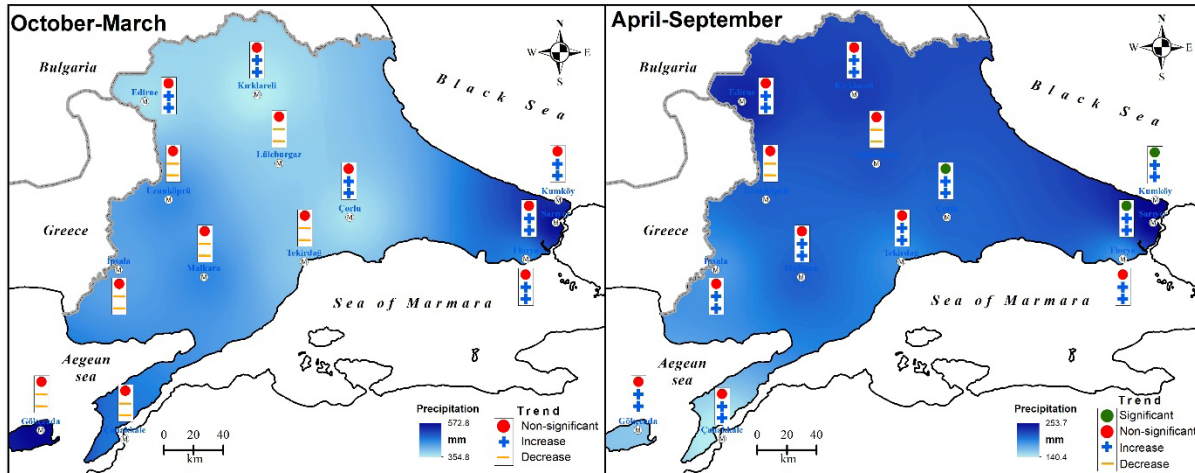 October-March
N
W E
S
Bulgaria
Black Sea
Edirne
M
Kırklareli
M
Lüleburgaz
M
Uzunköprü
M
Çorlu
M
Kumköy
M
M
Greece
İpsala
M
Malkara
M
Tekirdağ
M
Florya
M
Sea of Marmara
Aegean
sea
M
M
0 20 40
km
Precipitation
572.8
mm
354.8
Trend
Non-significant
Increase
Decrease
April-September
N
W E
S
Bulgaria
Black Sea
Edirne
M
Kırklareli
M
M
M
M
Kumköy
M
M
Greece
İpsala
M
M
Tekirdağ
M
Florya
M
Sea of Marmara
Aegean
sea
M
Çanakkale
M
0 20 40
km
Precipitation
253.7
mm
140.4
Trend
Significant
Non-significant
Increase
Decrease